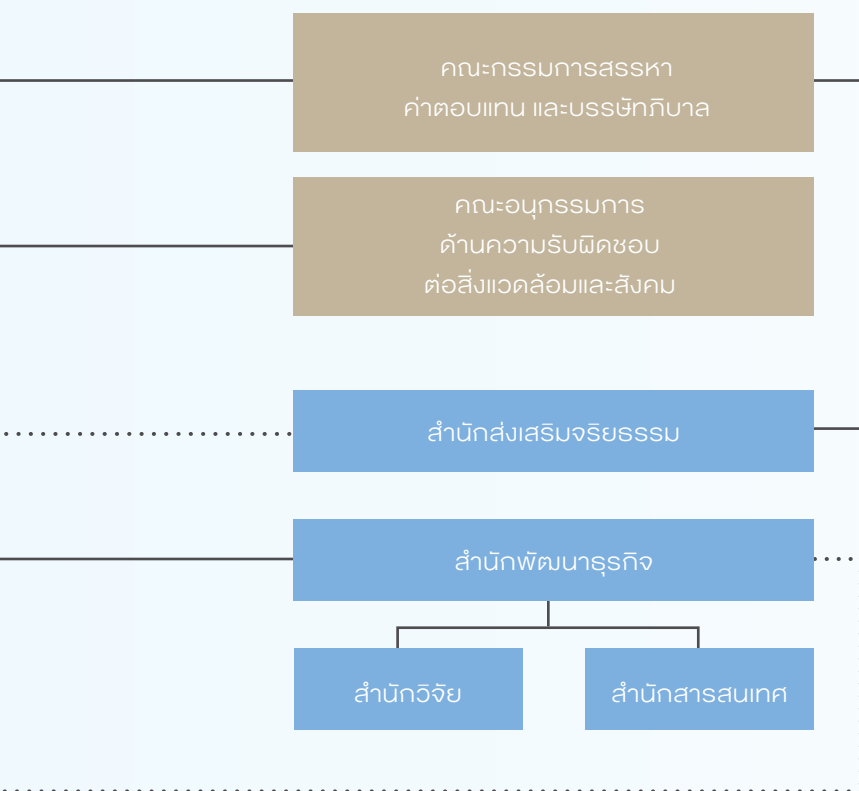 คณะกรรมการสรรหา
ค่าตอบแทน และบรรษัทภิบาล
คณะอนุกรรมการ
ด้านความรับผิดชอบ
ต่อสิ่งแวดล้อมและสังคม
สำนักส่งเสริมจริยธรรม
สำนักพัฒนาธุรกิจ
สำนักวิจัย
สำนักสารสนเทศ